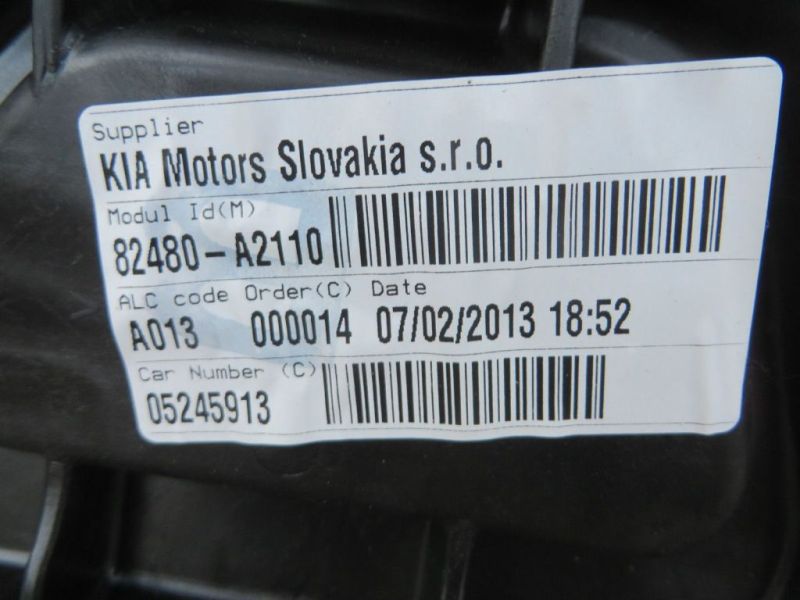 Supplier
KIA Motors Slovakia s.r.o.
Modul Id(M)
82480-A2110
ALC code Order(C) Date
A013 000014 07/02/2013 18:52
Car Number (C)
05245913